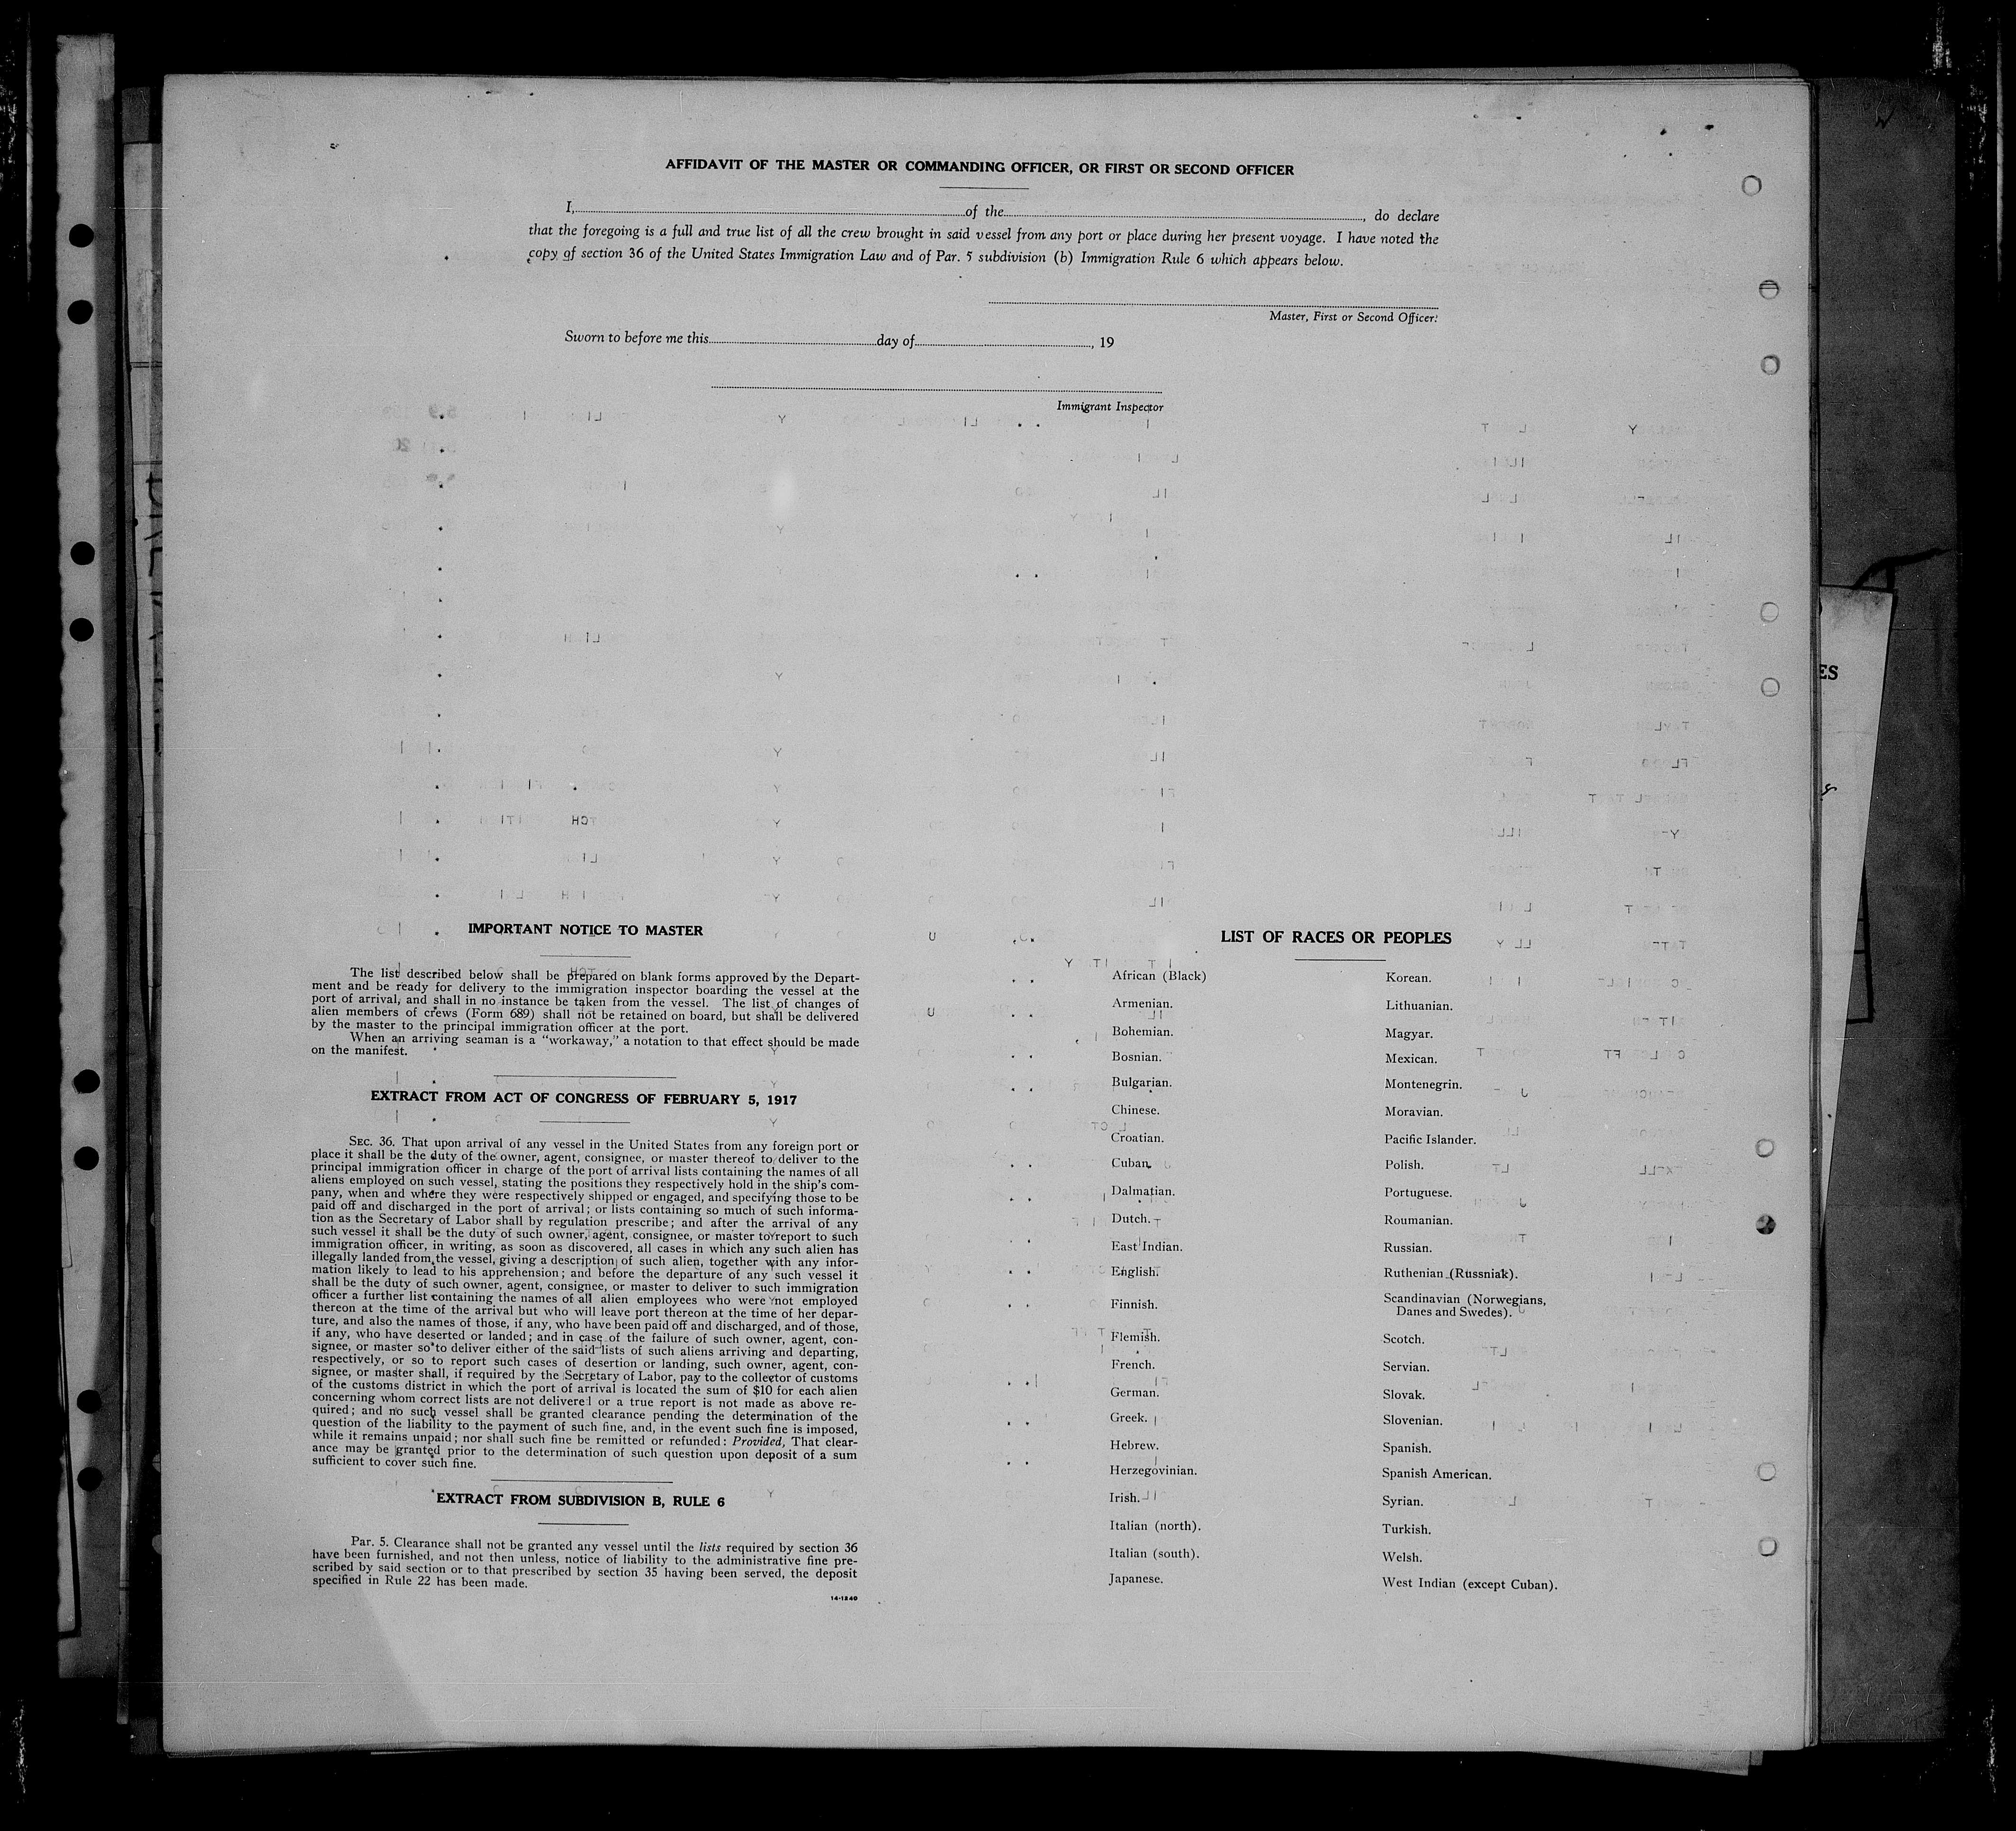 AFFIDAVIT OF THE MASTER OR COMMANDING OFFICER, OR FIRST OR SECOND OFFICER
I, of the , do declare
that the foregoing is a full and true list of all the crew brought in said vessel from any port or place during her present voyage. I have noted the
copy of section 36 of the United States Immigration Law and of Par. 5 subdivision (b) Immigration Rule 6 which appears below.
Master, First or Second Officer.
Sworn to before me this day of , 19
Immigrant Inspector
IMPORTANT NOTICE TO MASTER
The list described below shall be prepared on blank forms approved by the Depart-
ment and be ready for delivery to the immigration inspector boarding the vessel at the
port of arrival, and shall in no instance be taken from the vessel. The list of changes of
alien members of crews (Form 689) shall not be retained on board, but shall be delivered
by the master to the principal immigration officer at the port.
When an arriving seaman is a "workaway," a notation to that effect should be made
on the manifest.
EXTRACT FROM ACT OF CONGRESS OF FEBRUARY 5, 1917
SEC. 36. That upon arrival of any vessel in the United States from any foreign port or
place it shall be the duty of the owner, agent, consignee, or master thereof to deliver to the
principal immigration officer in charge of the port of arrival lists containing the names of all
aliens employed on such vessel, stating the positions they respectively hold in the ship's com-
pany, when and where they were respectively shipped or engaged, and specifying those to be
paid off and discharged in the port of arrival; or lists containing so much of such informa-
tion as the Secretary of Labor shall by regulation prescribe; and after the arrival of any
such vessel it shall be the duty of such owner, agent, consignee, or master to report to such
immigration officer, in writing, as soon as discovered, all cases in which any such alien has
illegally landed from the vessel, giving a description of such alien, together with any infor-
mation likely to lead to his apprehension; and before the departure of any such vessel it
shall be the duty of such owner, agent, consignee, or master to deliver to such immigration
officer a further list containing the names of all alien employees who were not employed
thereon at the time of the arrival but who will leave port thereon at the time of her depar-
ture, and also the names of those, if any, who have been paid off and discharged, and of those,
if any, who have deserted or landed; and in case of the failure of such owner, agent, con-
signee, or master so to deliver either of the said lists of such aliens arriving and departing,
respectively, or so to report such cases of desertion or landing, such owner, agent, con-
signee, or master shall, if required by the Secretary of Labor, pay to the collector of customs
of the customs district in which the port of arrival is located the sum of $10 for each alien
concerning whom correct lists are not delivered or a true report is not made as above re-
quired; and no such vessel shall be granted clearance pending the determination of the
question of the liability to the payment of such fine, and, in the event such fine is imposed,
while it remains unpaid; nor shall such fine be remitted or refunded: Provided, That clear-
ance may be granted prior to the determination of such question upon deposit of a sum
sufficient to cover such fine.
EXTRACT FROM SUBDIVISION B, RULE 6
Par. 5. Clearance shall not be granted any vessel until the lists required by section 36
have been furnished, and not then unless, notice of liability to the administrative fine pre-
scribed by said section or to that prescribed by section 35 having been served, the deposit
specified in Rule 22 has been made.
14-1240
LIST OF RACES OR PEOPLES
African (Black)
Armenian.
Bohemian.
Bosnian.
Bulgarian.
Chinese.
Croatian.
Cuban.
Dalmatian.
Dutch.
East Indian.
English.
Finnish.
Flemish.
French.
German.
Greek.
Hebrew.
Herzegovinian.
Irish.
Italian (north).
Italian (south).
Japanese.
Korean.
Lithuanian.
Magyar.
Mexican.
Montenegrin.
Moravian.
Pacific Islander.
Polish.
Portuguese.
Roumanian.
Russian.
Ruthenian (Russniak).
Scandinavian (Norwegians,
Danes and Swedes).
Scotch.
Servian.
Slovak.
Slovenian.
Spanish.
Spanish American.
Syrian.
Turkish.
Welsh.
West Indian (except Cuban).
ES